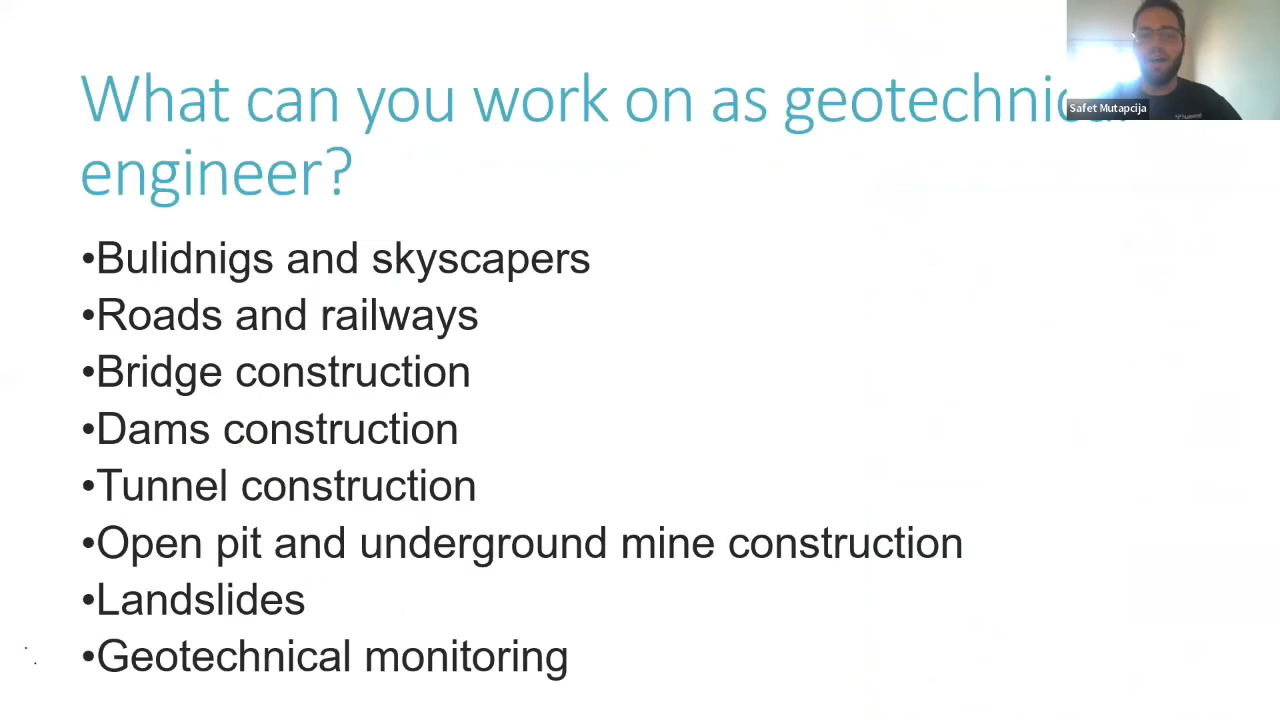 What can you work on as geotechnical
engineer?
Safet Mutapcija
•Bulidnigs and skyscapers
•Roads and railways
•Bridge construction
•Dams construction
•Tunnel construction
•Open pit and underground mine construction
•Landslides
•Geotechnical monitoring